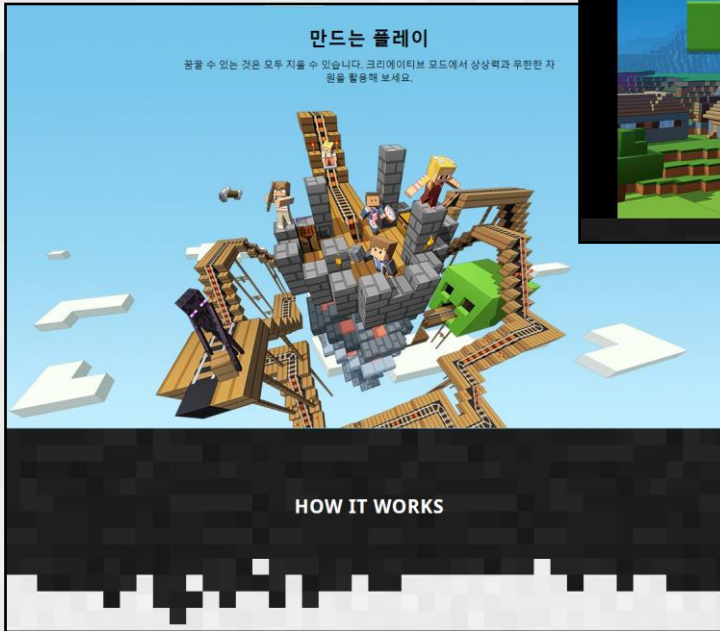 만드는 플레이
꿈꿀 수 있는 것은 모두 지을 수 있습니다. 크리에이티브 모드에서 상상력과 무한한 자
원을 활용해 보세요.
HOW IT WORKS